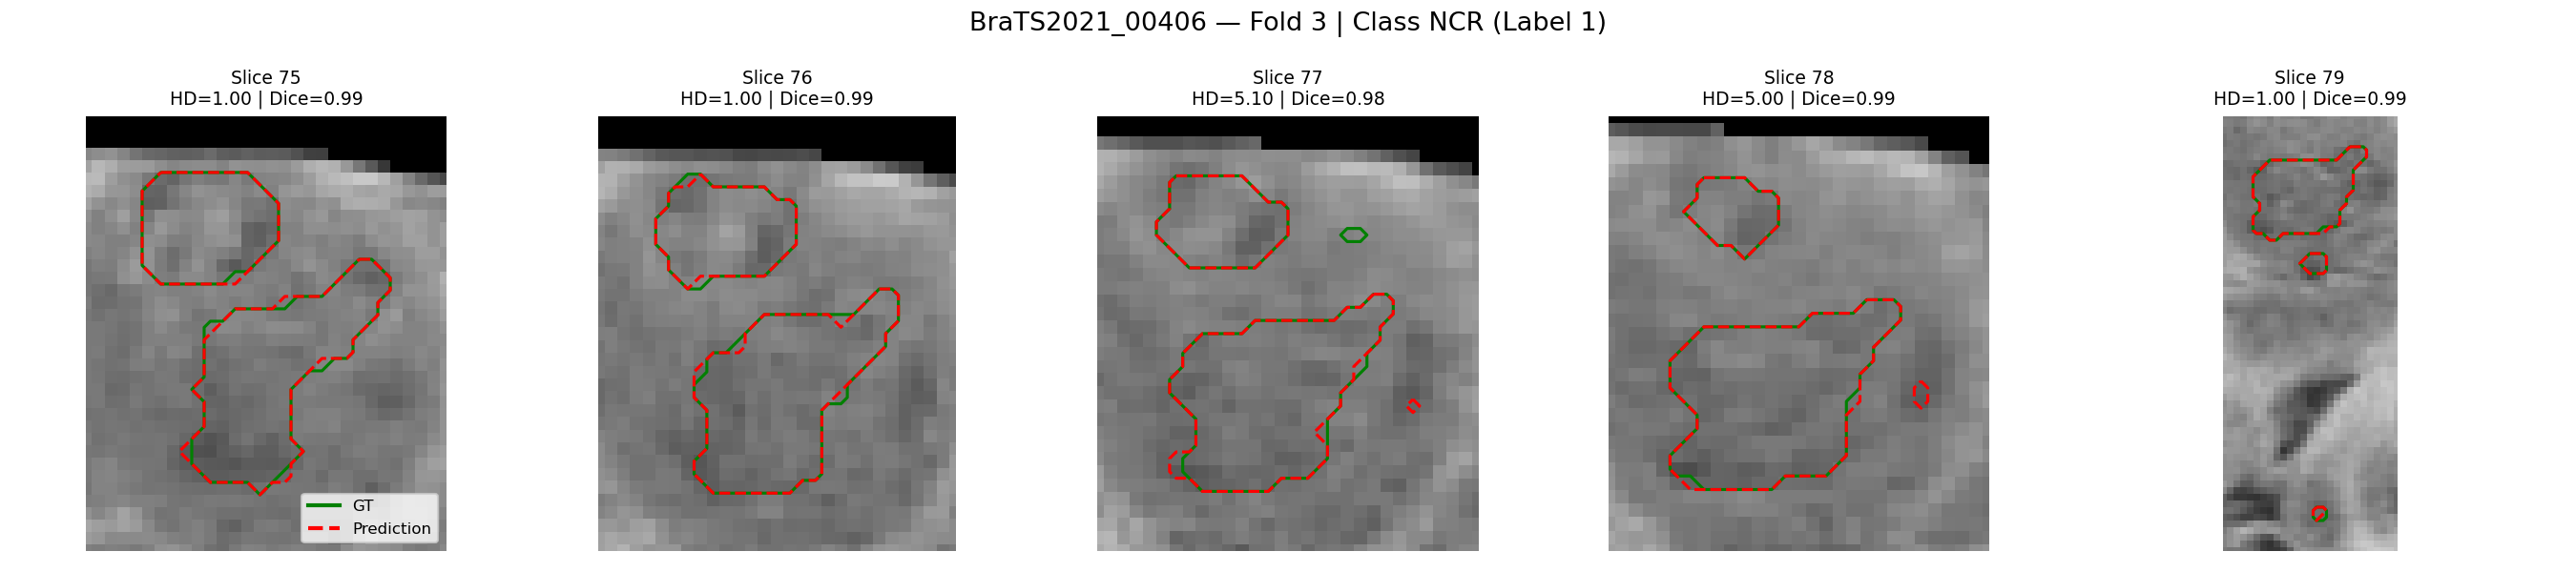 BraTS2021_00406 — Fold 3 | Class NCR (Label 1)
Slice 75
HD=1.00 | Dice=0.99
Slice 76
HD=1.00 | Dice=0.99
Slice 77
HD=5.10 | Dice=0.98
Slice 78
HD=5.00 | Dice=0.99
Slice 79
HD=1.00 | Dice=0.99
GT
Prediction